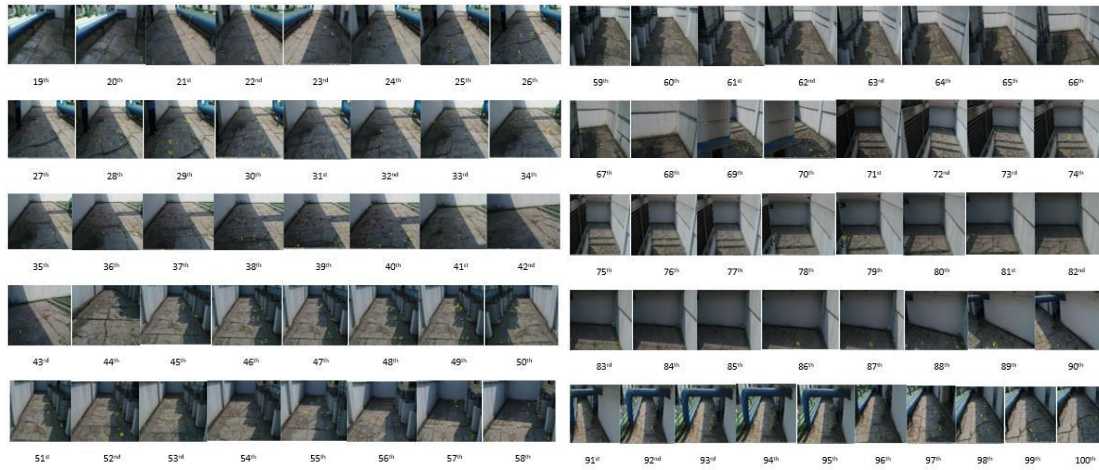 19th 20th 21st 22nd 23rd 24th 25th 26th
27th 28th 29th 30th 31st 32nd 33rd 34th
35th 36th 37th 38th 39th 40th 41st 42nd
43rd 44th 45th 46th 47th 48th 49th 50th
51st 52nd 53rd 54th 55th 56th 57th 58th
59th 60th 61st 62nd 63rd 64th 65th 66th
67th 68th 69th 70th 71st 72nd 73rd 74th
75th 76th 77th 78th 79th 80th 81st 82nd
83rd 84th 85th 86th 87th 88th 89th 90th
91st 92nd 93rd 94th 95th 96th 97th 98th 99th 100th